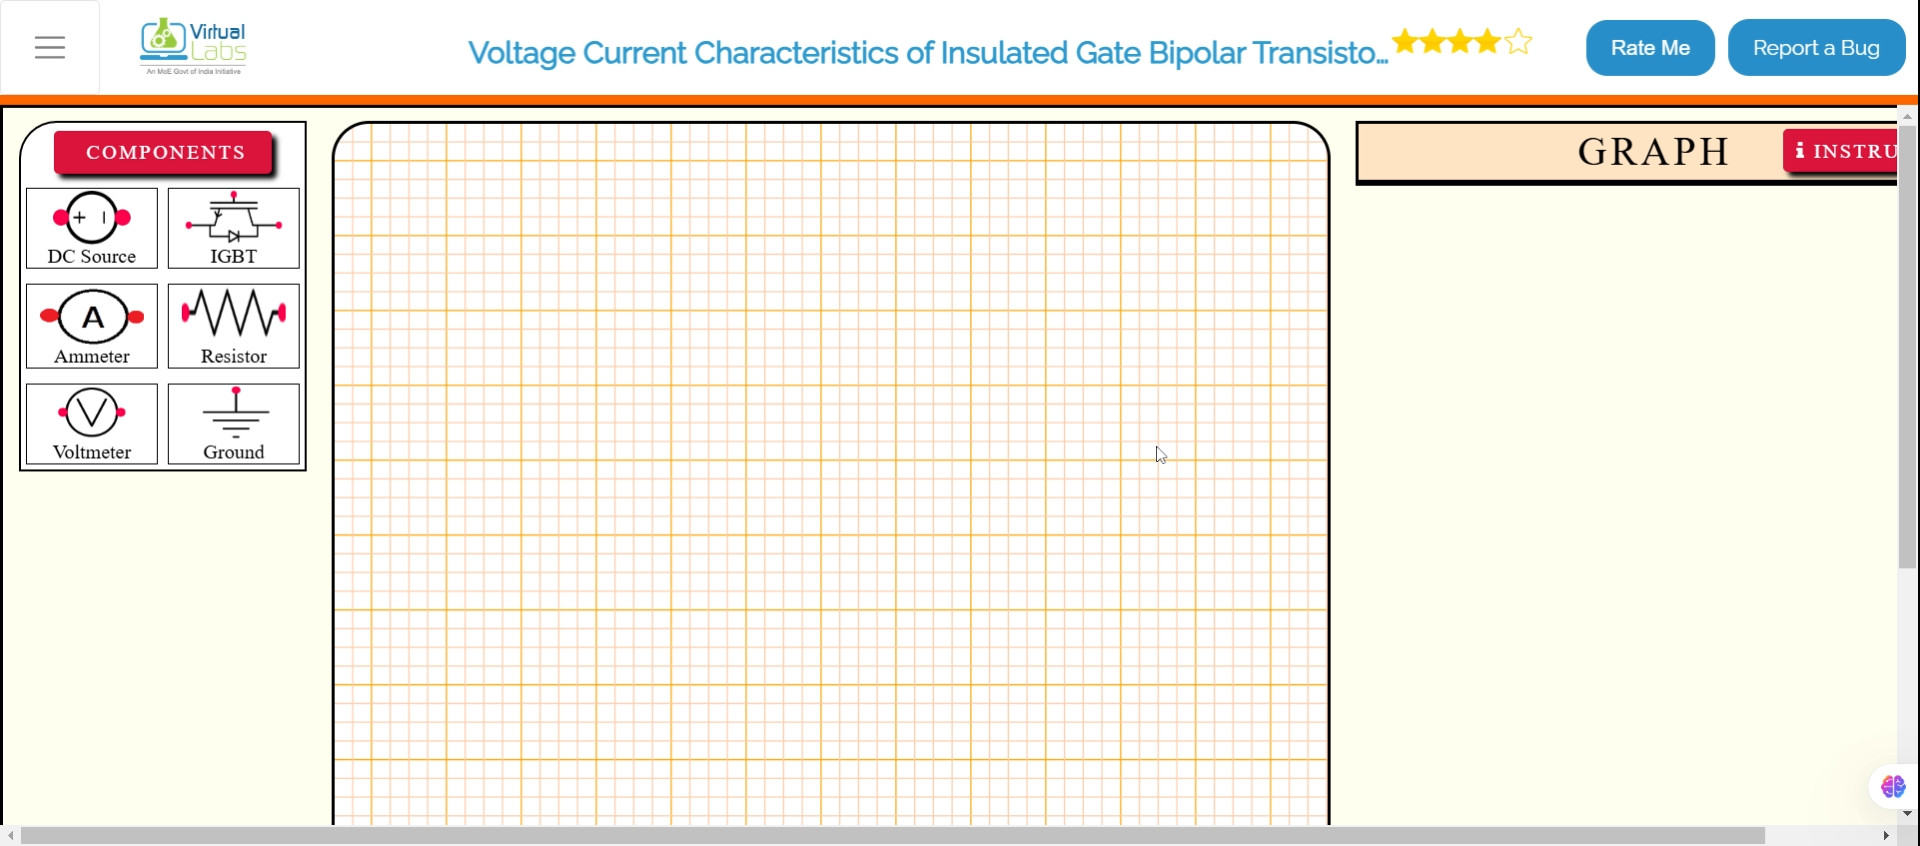 Virtual
Labs
An MoE Govt of India Initiative
Voltage Current Characteristics of Insulated Gate Bipolar Transisto...
Rate Me
Report a Bug
COMPONENTS
DC Source
IGBT
A
Ammeter
Resistor
V
Voltmeter
Ground
GRAPH
i INSTRU